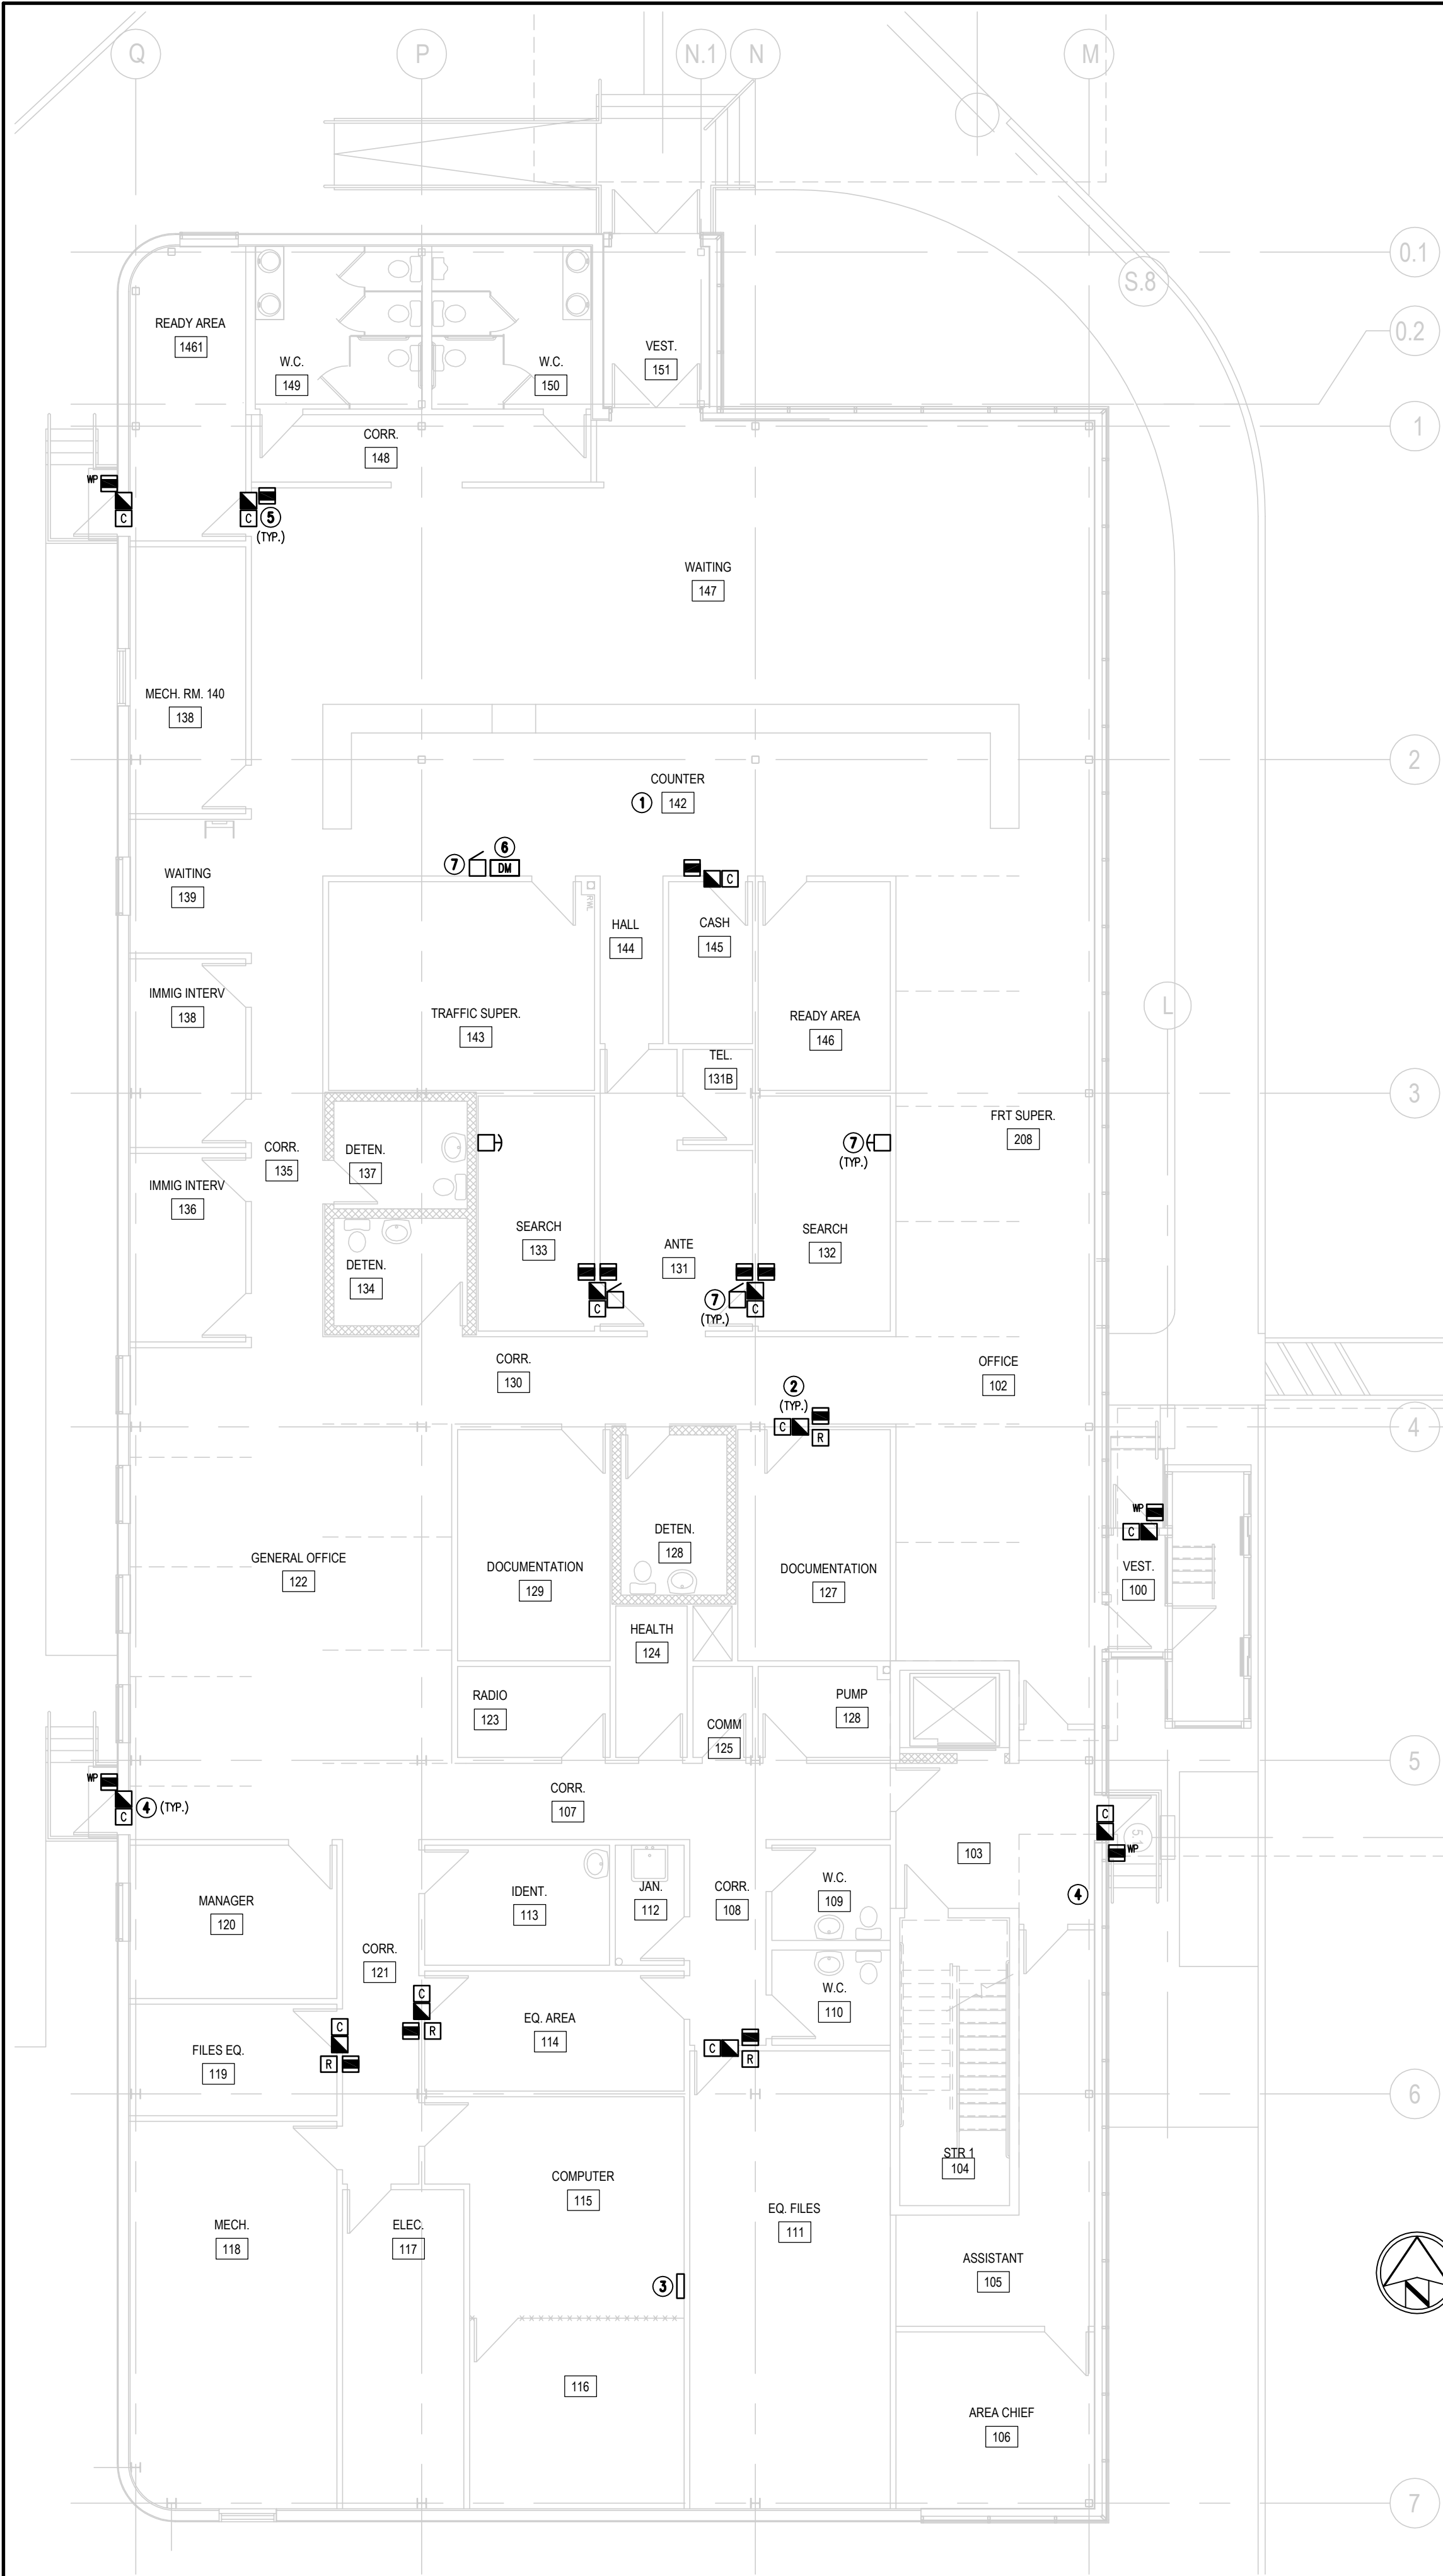 Q
P
N.1
N
M
0.1
S.8
0.2
READY AREA
1461
W.C.
149
W.C.
150
VEST.
151
1
CORR.
148
WP
C
C
5
(TYP.)
WAITING
147
MECH. RM. 140
138
2
COUNTER
1
142
7
6
DM
C
WAITING
139
RWL
HALL
144
CASH
145
IMMIG INTERV
138
TRAFFIC SUPER.
143
READY AREA
146
L
TEL.
131B
3
FRT SUPER.
208
CORR.
135
DETEN.
137
7
(TYP.)
IMMIG INTERV
136
SEARCH
133
ANTE
131
SEARCH
132
DETEN.
134
C
7
(TYP.)
C
CORR.
130
OFFICE
102
2
(TYP.)
C
R
4
WP
C
GENERAL OFFICE
122
DOCUMENTATION
129
DETEN.
128
DOCUMENTATION
127
VEST.
100
HEALTH
124
RADIO
123
COMM
125
PUMP
128
5
WP
C
4
(TYP.)
CORR.
107
C
WP
103
MANAGER
120
IDENT.
113
JAN.
112
CORR.
108
W.C.
109
4
CORR.
121
C
R
EQ. AREA
114
W.C.
110
C
R
C
R
FILES EQ.
119
6
STR 1
104
COMPUTER
115
EQ. FILES
111
MECH.
118
ELEC.
117
ASSISTANT
105
3
N
116
AREA CHIEF
106
7